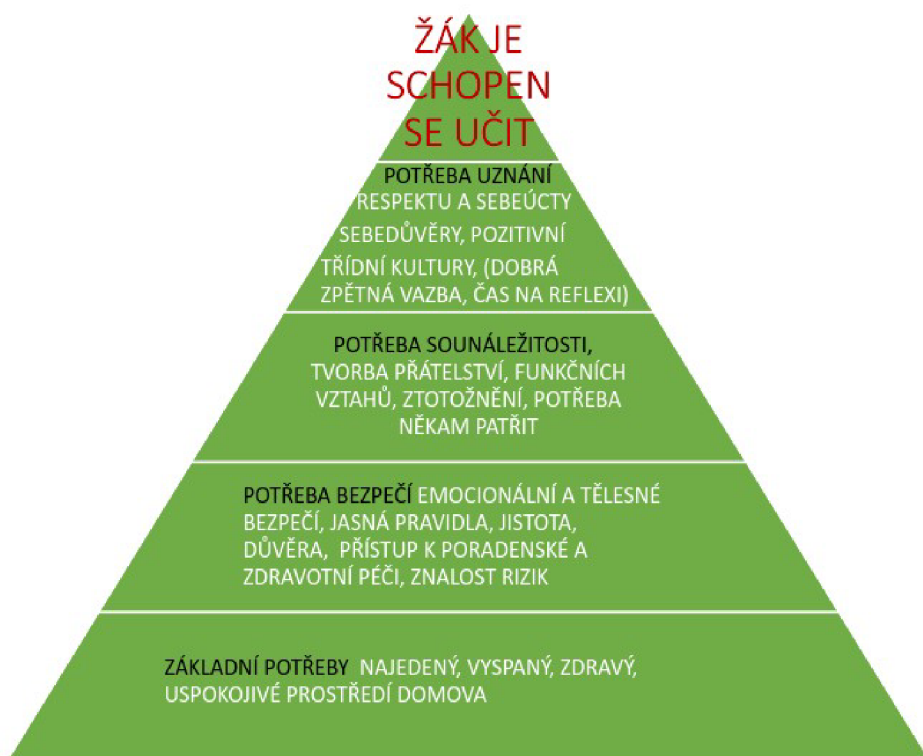 ŽÁK JE
SCHOPEN
SE UČIT
POTŘEBA UZNÁNÍ
RESPEKTU A SEBEÚCTY
SEBEDŮVĚRY, POZITIVNÍ
TŘÍDNÍ KULTURY, (DOBRÁ
ZPĚTNÁ VAZBA, ČAS NA REFLEXI)
POTŘEBA SOUNÁLEŽITOSTI,
TVORBA PŘÁTELSTVÍ, FUNKČNÍCH
VZTAHŮ, ZTOTOŽNĚNÍ, POTŘEBA
NĚKAM PATŘIT
POTŘEBA BEZPEČÍ EMOCIONÁLNÍ A TĚLESNÉ
BEZPEČÍ, JASNÁ PRAVIDLA, JISTOTA,
DŮVĚRA, PŘÍSTUP K PORADENSKÉ A
ZDRAVOTNÍ PÉČI, ZNALOST RIZIK
ZÁKLADNÍ POTŘEBY NAJEDENÝ, VYSPANÝ, ZDRAVÝ,
USPOKOJIVÉ PROSTŘEDÍ DOMOVA